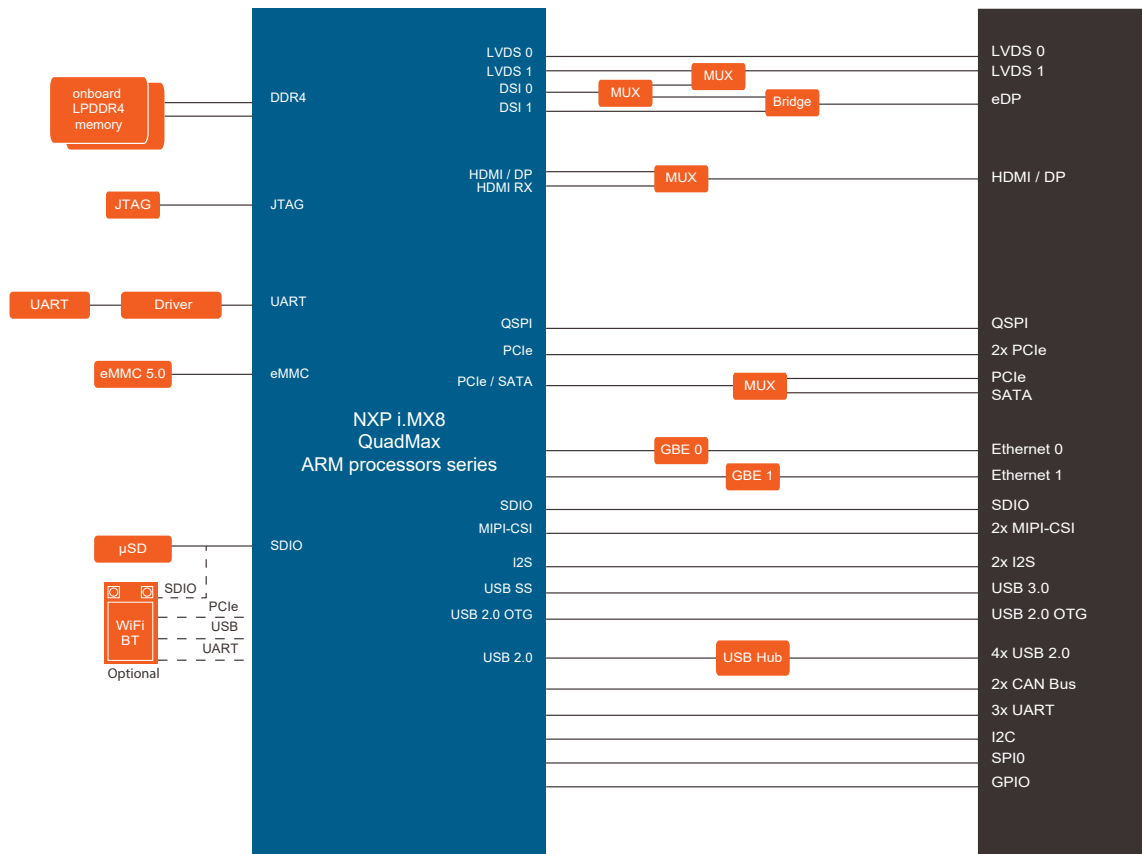 onboard
LPDDR4
memory
JTAG
UART
Driver
eMMC 5.0
µSD
SDIO
PCIe
USB
UART
WiFi
BT
Optional
DDR4
JTAG
UART
eMMC
SDIO
NXP i.MX8
QuadMax
ARM processors series
LVDS 0
LVDS 1
DSI 0
DSI 1
HDMI / DP
HDMI RX
QSPI
PCIe
PCIe / SATA
SDIO
MIPI-CSI
I2S
USB SS
USB 2.0 OTG
USB 2.0
MUX
MUX
Bridge
MUX
MUX
GBE 0
GBE 1
USB Hub
LVDS 0
LVDS 1
eDP
HDMI / DP
QSPI
2x PCIe
PCIe
SATA
Ethernet 0
Ethernet 1
SDIO
2x MIPI-CSI
2x I2S
USB 3.0
USB 2.0 OTG
4x USB 2.0
2x CAN Bus
3x UART
I2C
SPI0
GPIO